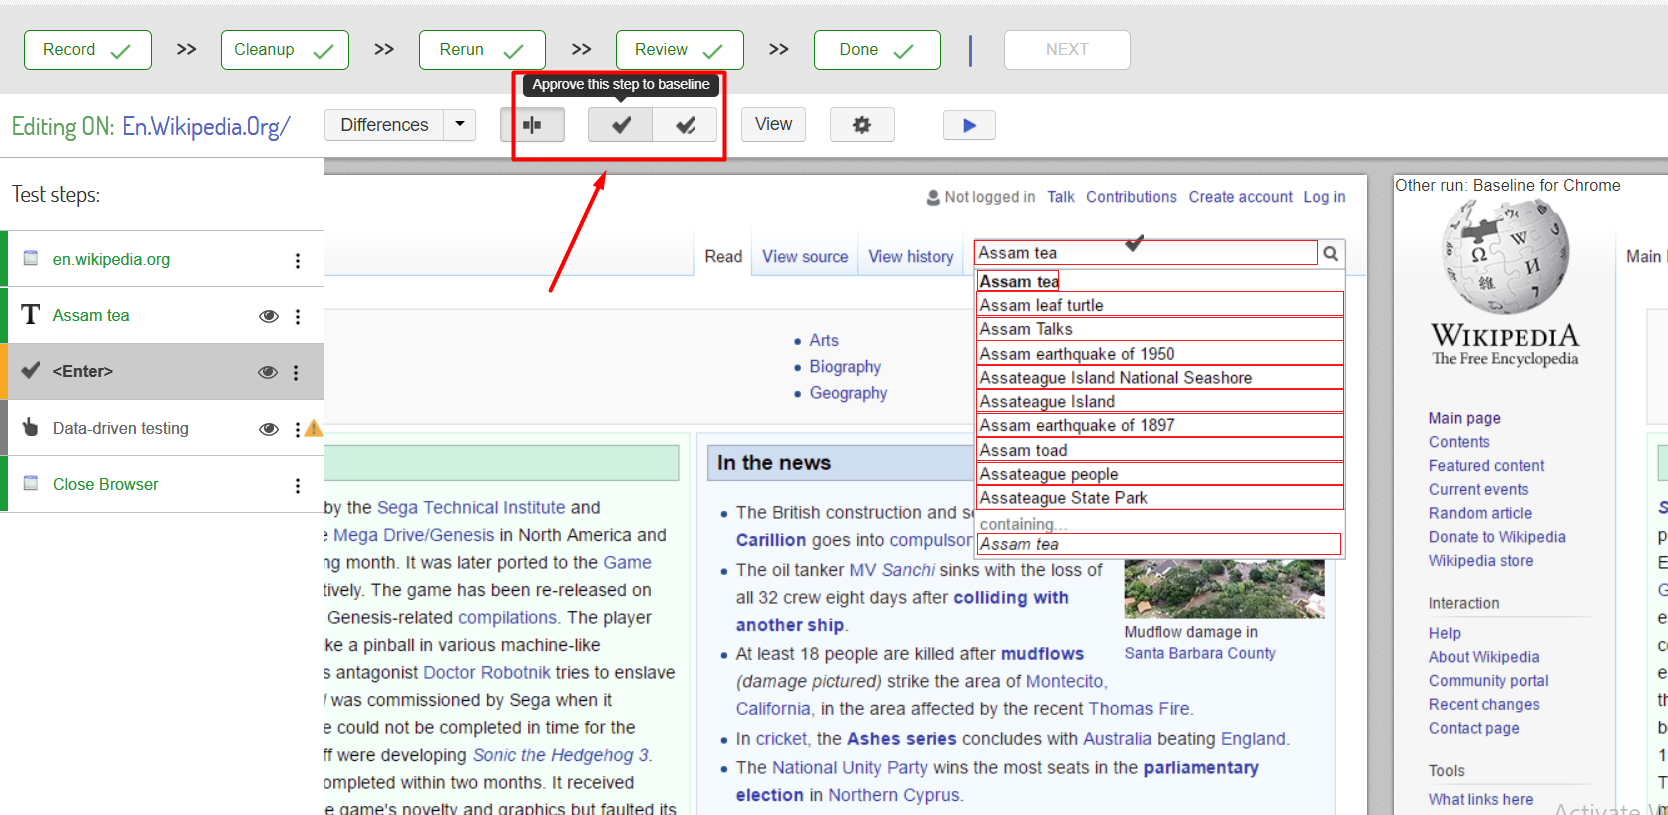 Record >> Cleanup >> Rerun >> Review >> Done | NEXT
Approve this step to baseline
Editing ON: En.Wikipedia.Org/
Differences
View
Test steps:
en.wikipedia.org
T Assam tea
<Enter>
Data-driven testing
Close Browser
Not logged in Talk Contributions Create account Log in
Read View source View history
Assam tea
Assam tea
Assam leaf turtle
Assam Talks
Assam earthquake of 1950
Assateague Island National Seashore
Assateague Island
Assam earthquake of 1897
Assam toad
Assateague people
Assateague State Park
containing...
Assam tea
• Arts
• Biography
• Geography
by the Sega Technical Institute and
e Mega Drive/Genesis in North America and
ng month. It was later ported to the Game
tively. The game has been re-released on
Genesis-related compilations. The player
ke a pinball in various machine-like
s antagonist Doctor Robotnik tries to enslave
was commissioned by Sega when it
e could not be completed in time for the
ff were developing Sonic the Hedgehog 3.
ompleted within two months. It received
e game's novelty and graphics but faulted its
In the news
• The British construction and se
Carillion goes into compulsor
• The oil tanker MV Sanchi sinks with the loss of
all 32 crew eight days after colliding with
another ship.
• At least 18 people are killed after mudflows
(damage pictured) strike the area of Montecito,
California, in the area affected by the recent Thomas Fire.
• In cricket, the Ashes series concludes with Australia beating England.
• The National Unity Party wins the most seats in the parliamentary
election in Northern Cyprus.
Mudflow damage in
Santa Barbara County
Other run: Baseline for Chrome
WIKIPEDIA
The Free Encyclopedia
Main
Main page
Contents
Featured content
Current events
Random article
Donate to Wikipedia
Wikipedia store
Interaction
Help
About Wikipedia
Community portal
Recent changes
Contact page
Tools
What links here
Activate W